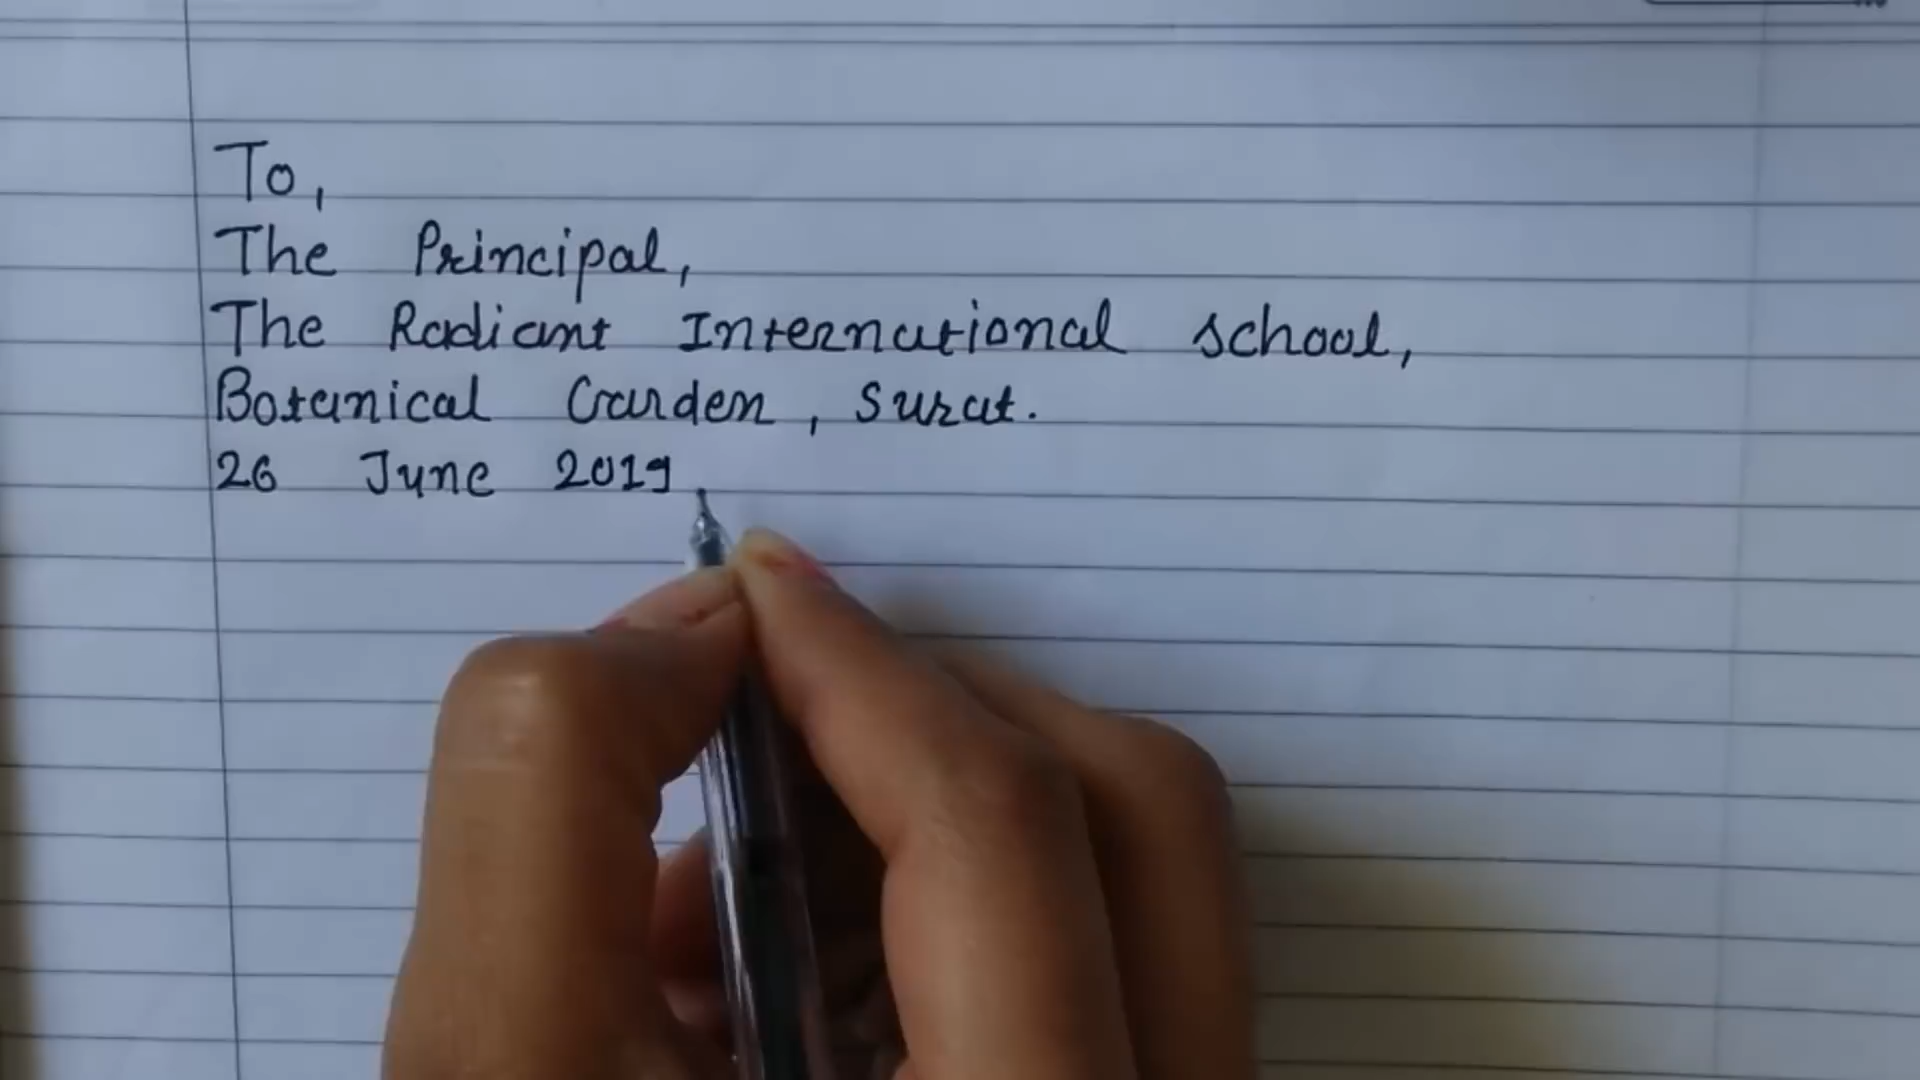 To,
The Principal,
The Radiant International school,
Botanical Garden, Surat.
26 June 2019